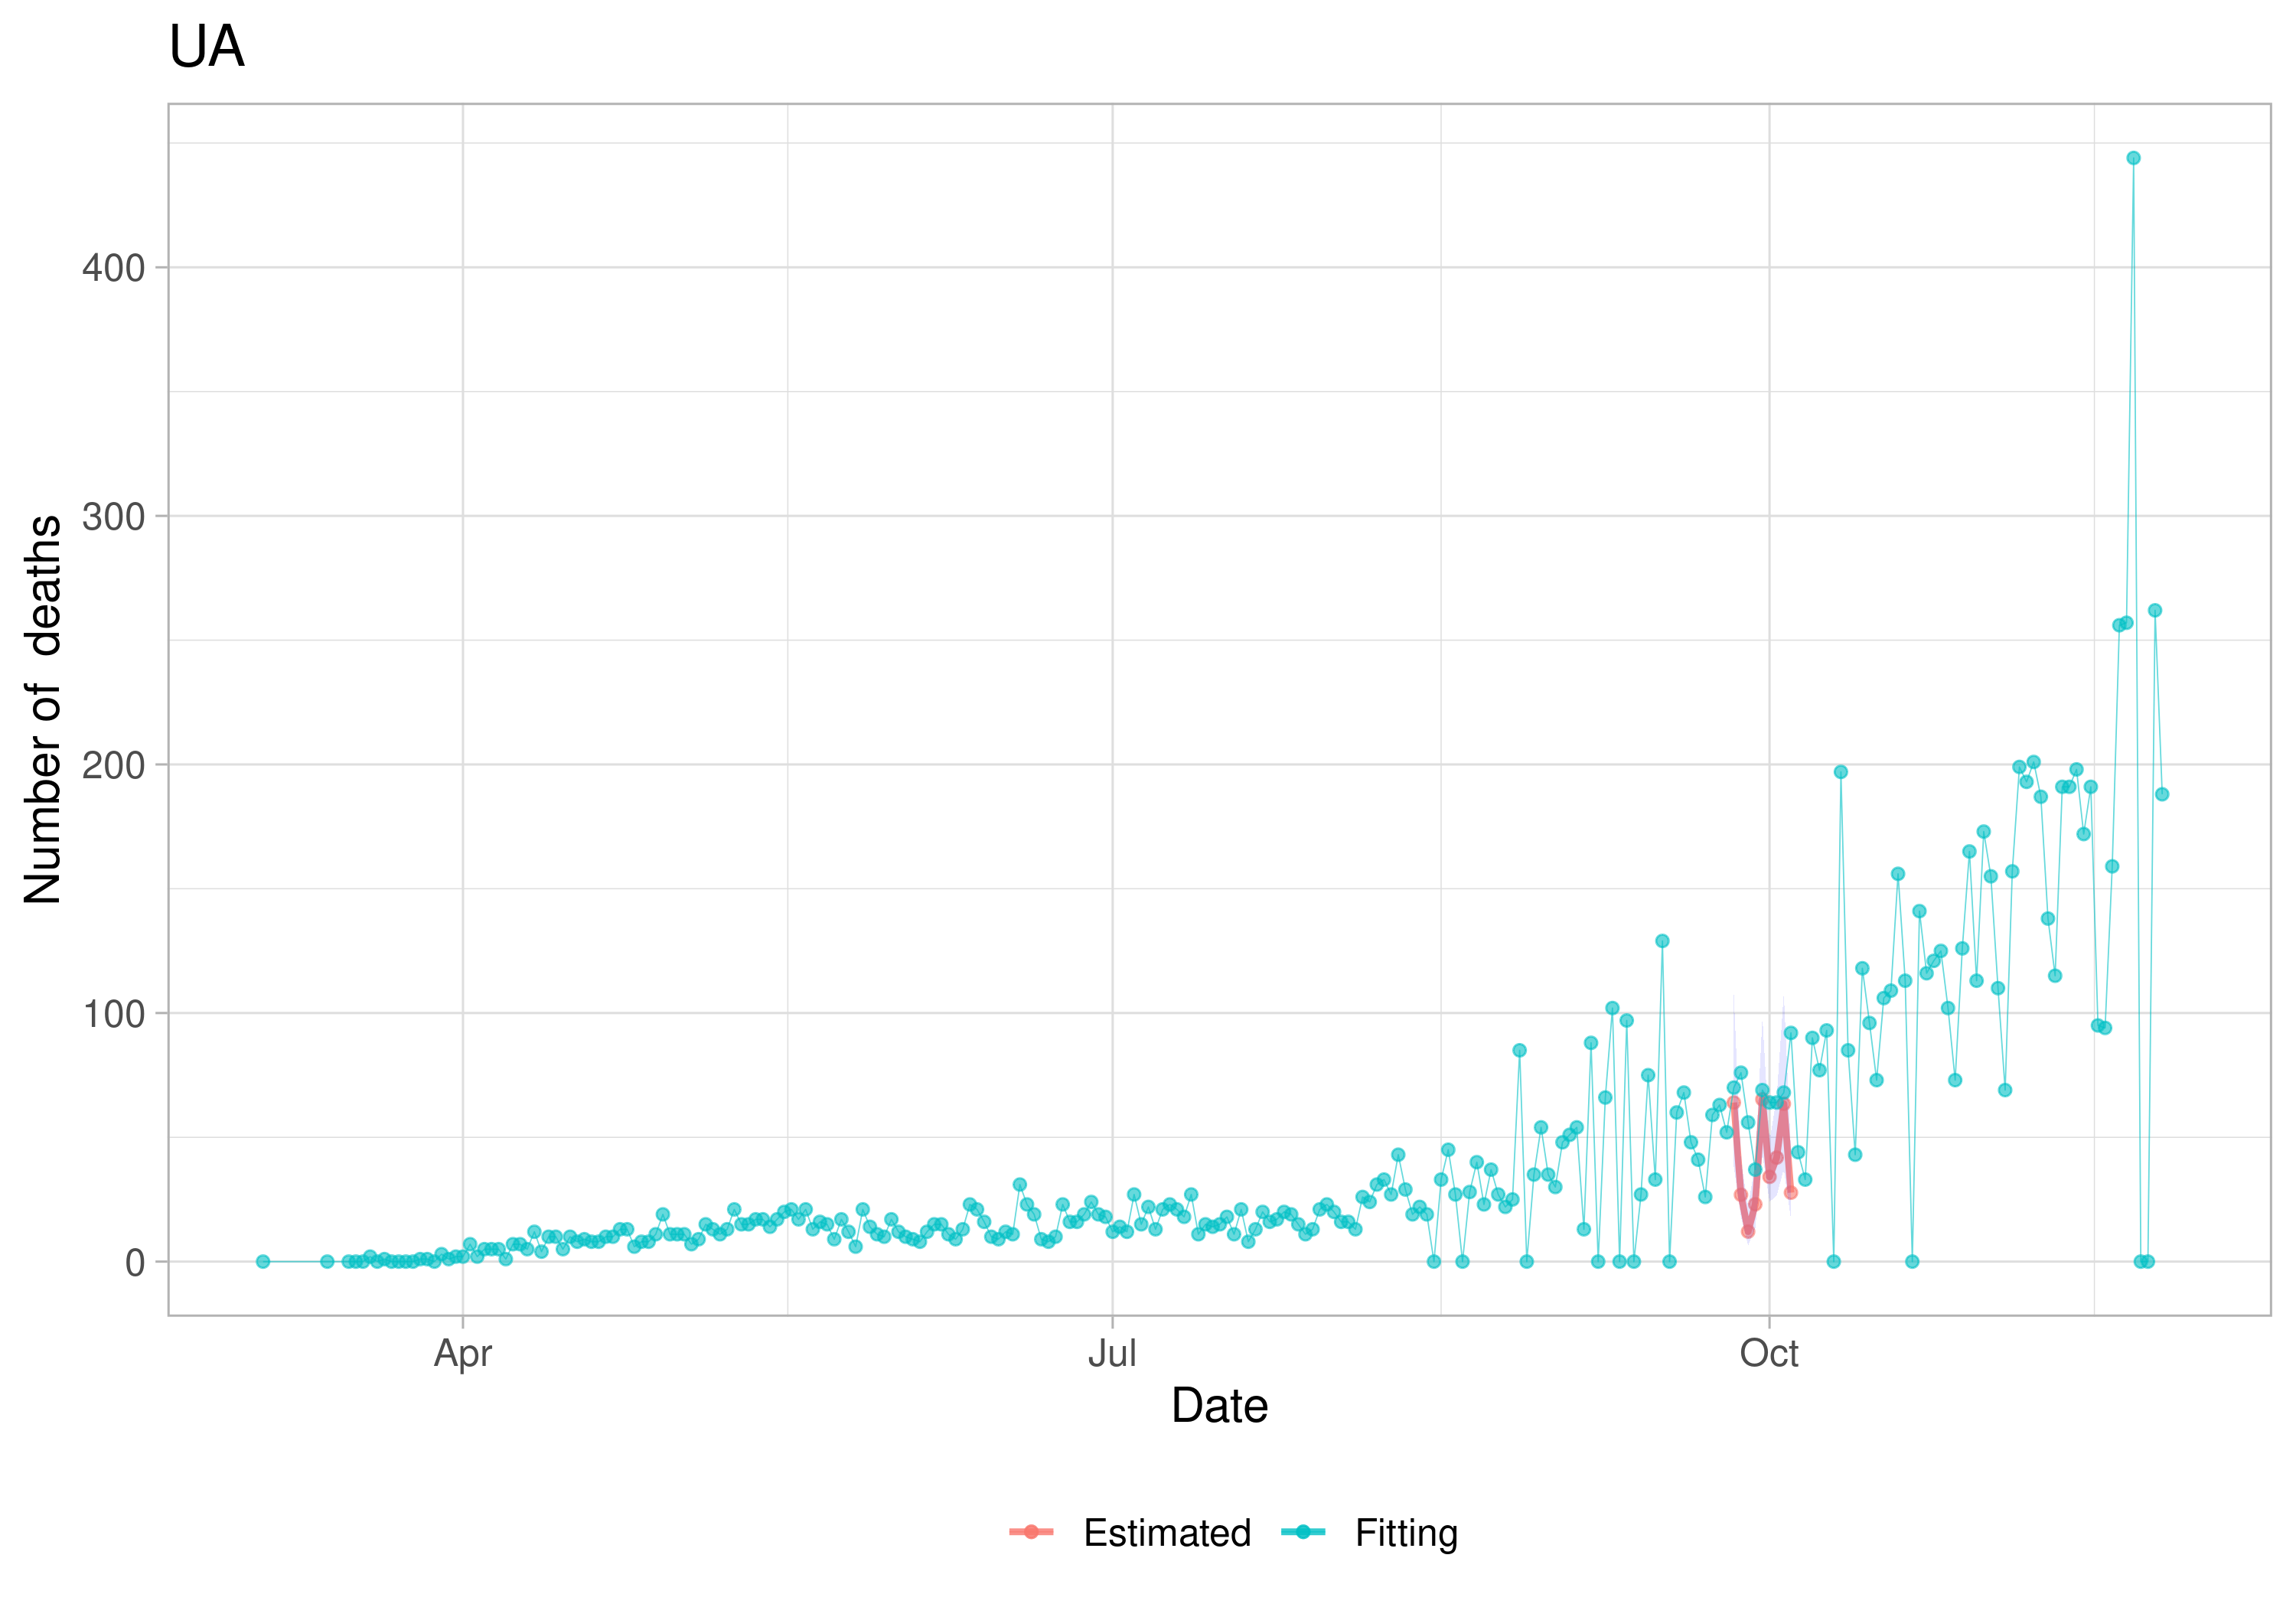 UA
Number of  deaths
400
300
200
100
0
Apr
Jul
Oct
Date
Estimated
Fitting